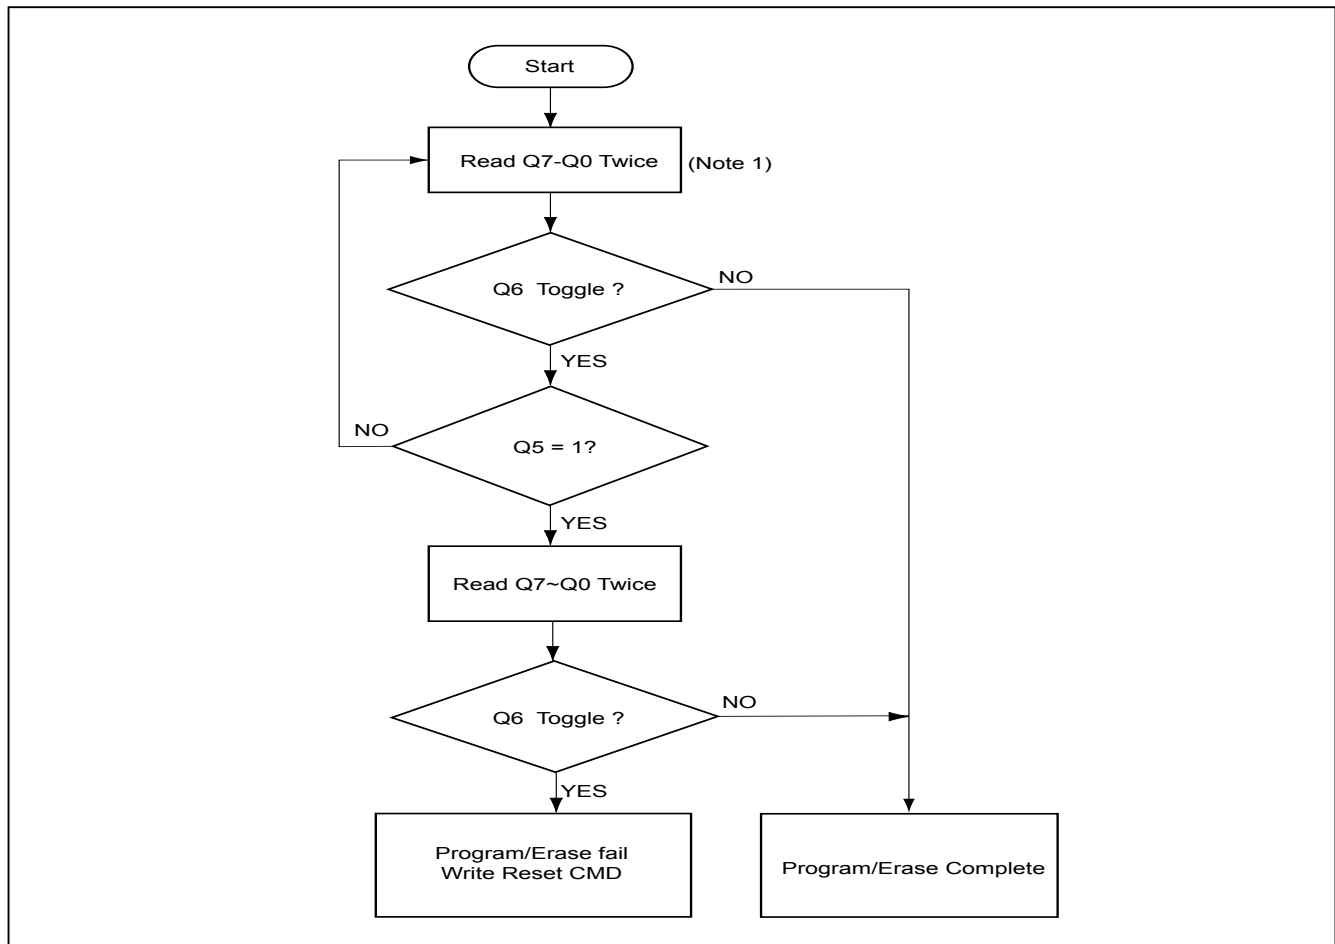 Start
Read Q7-Q0 Twice
(Note 1)
Q6 Toggle ?
NO
YES
NO
Q5 = 1?
YES
Read Q7~Q0 Twice
Q6 Toggle ?
NO
YES
Program/Erase fail
Write Reset CMD
Program/Erase Complete